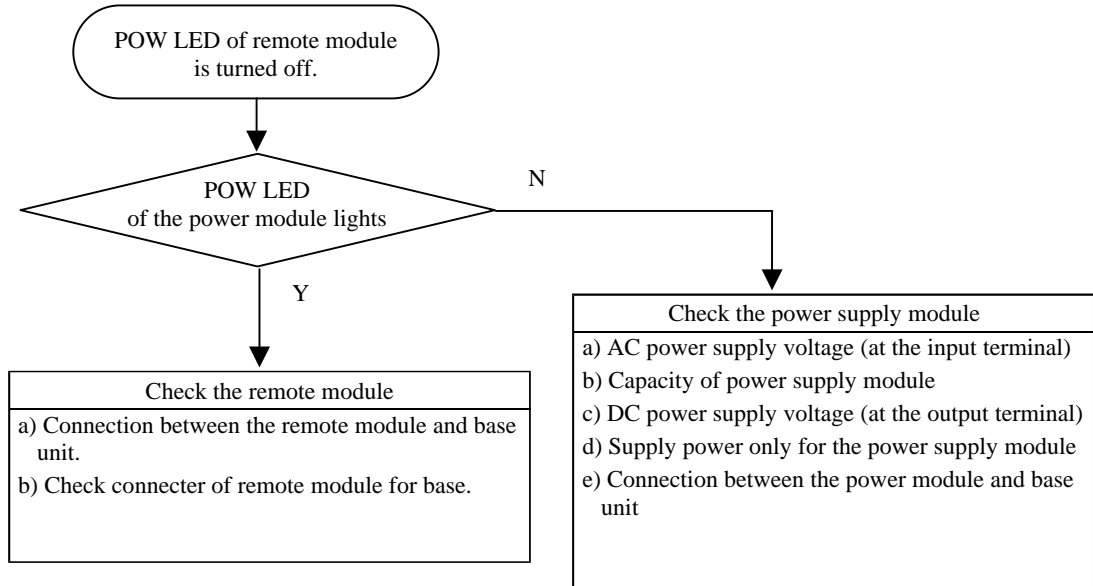 POW LED of remote module
is turned off.
POW LED
of the power module lights
N
Y
Check the remote module
a) Connection between the remote module and base
unit.
b) Check connecter of remote module for base.
Check the power supply module
a) AC power supply voltage (at the input terminal)
b) Capacity of power supply module
c) DC power supply voltage (at the output terminal)
d) Supply power only for the power supply module
e) Connection between the power module and base
unit